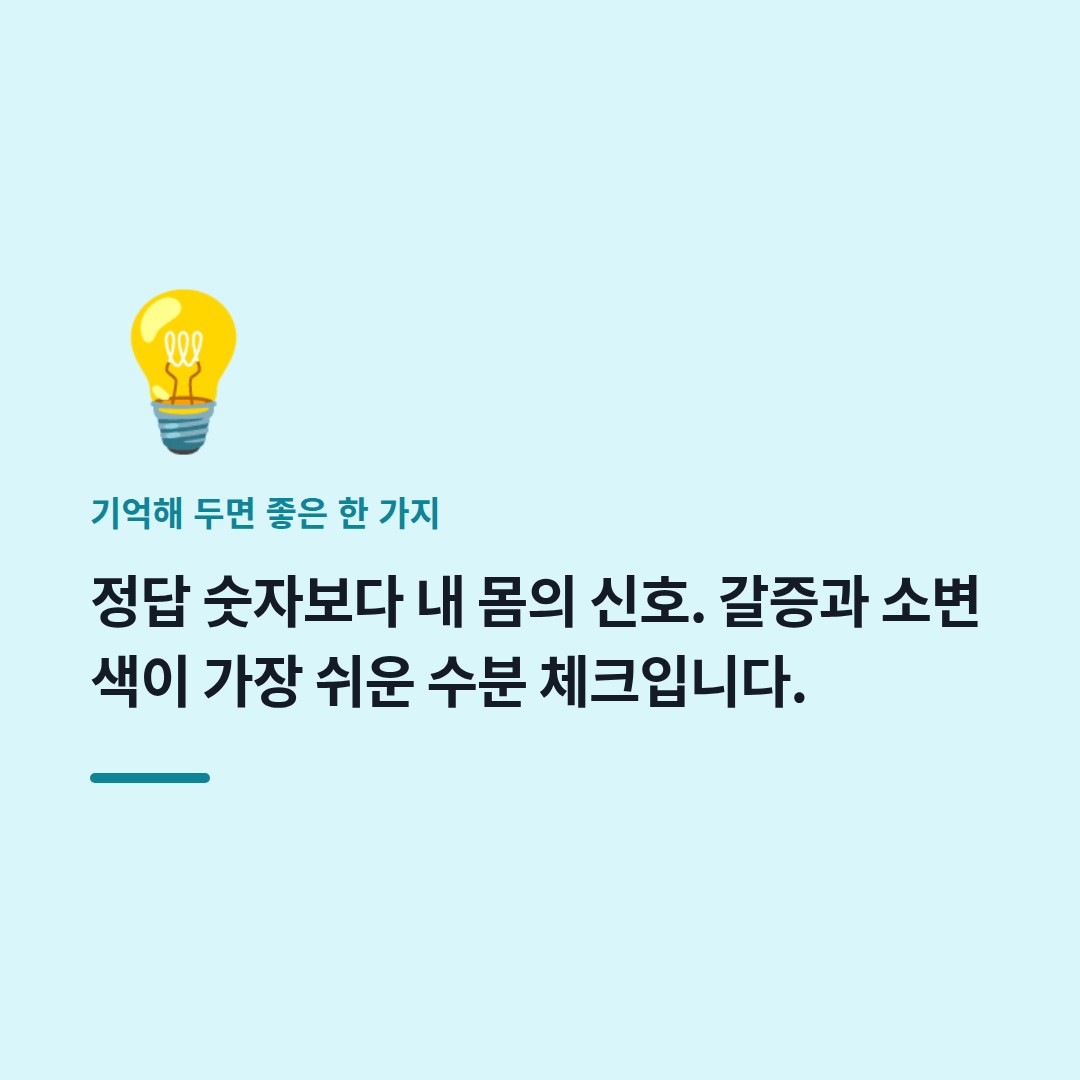 기억해 두면 좋은 한 가지
정답 숫자보다 내 몸의 신호. 갈증과 소변
색이 가장 쉬운 수분 체크입니다.